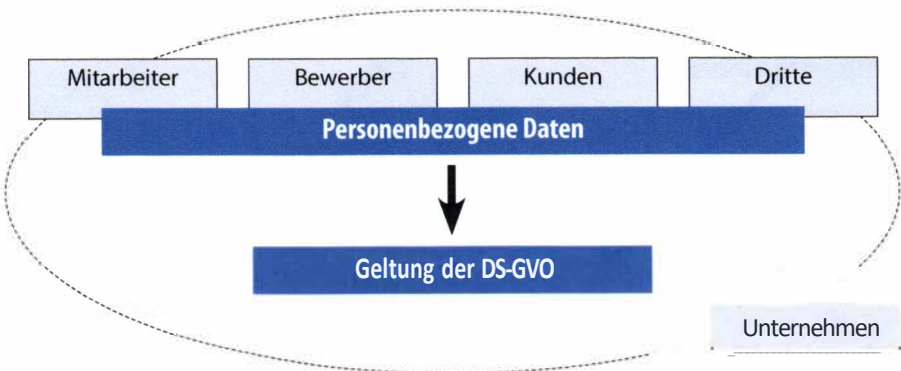 Mitarbeiter
Bewerber
Kunden
Dritte
Personenbezogene Daten
Geltung der DS-GVO
Unternehmen